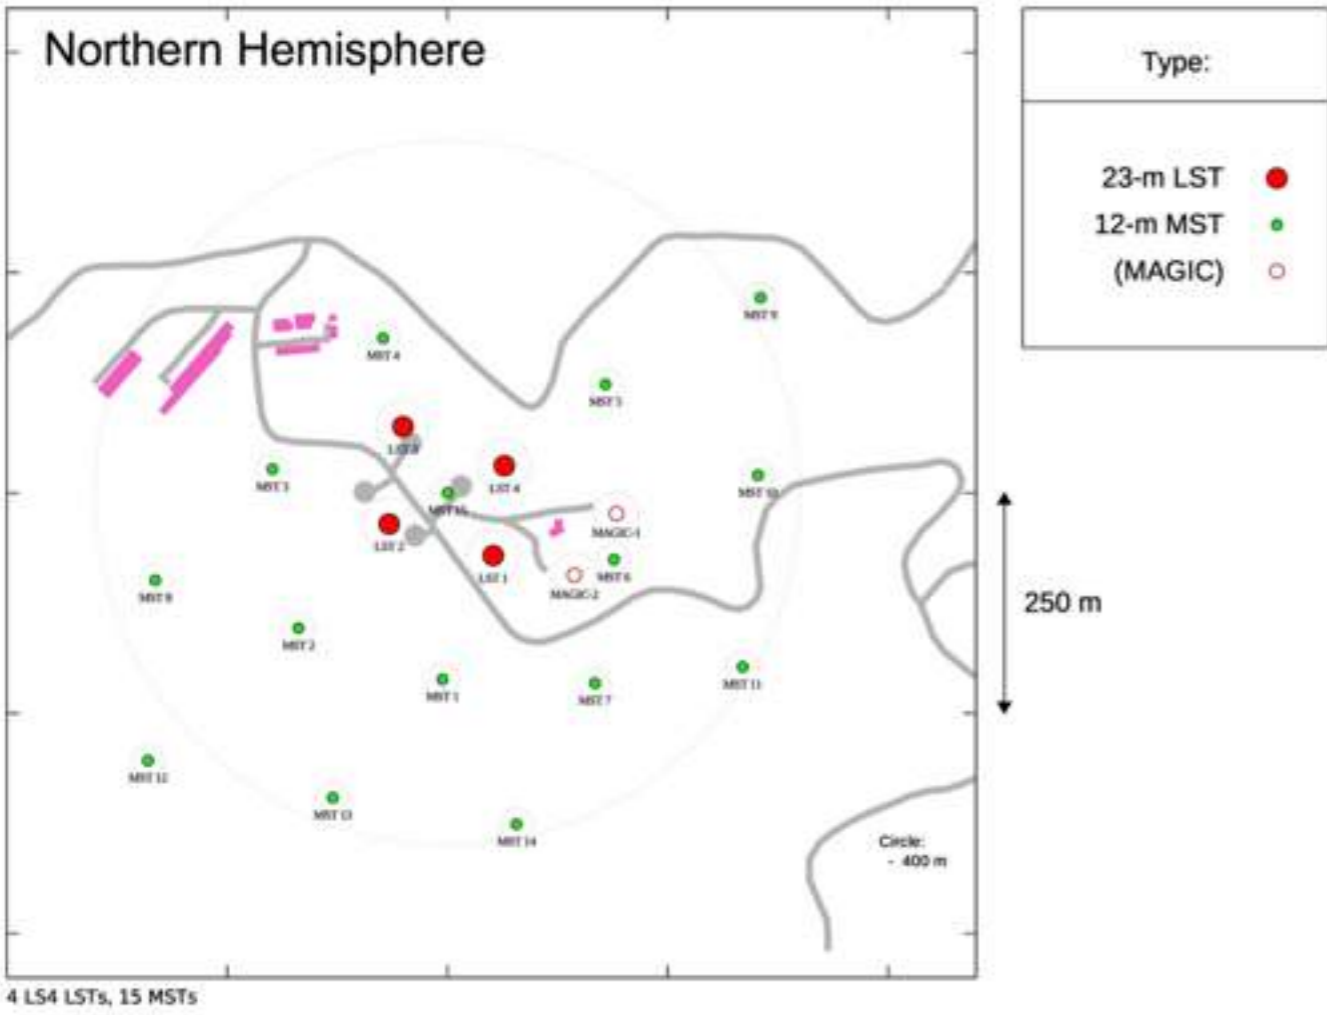 Northern Hemisphere
Type:
23-m LST
12-m MST
(MAGIC)
MST 9
MST 4
MST 5
LST 3
LST 4
MST 3
MST 10
MST 15
MAGIC-1
LST 2
LST 1
MST 6
MAGIC-2
MST 8
250 m
MST 2
MST 1
MST 7
MST 11
MST 12
MST 13
MST 14
Circle:
- 400 m
4 LS4 LSTs, 15 MSTs